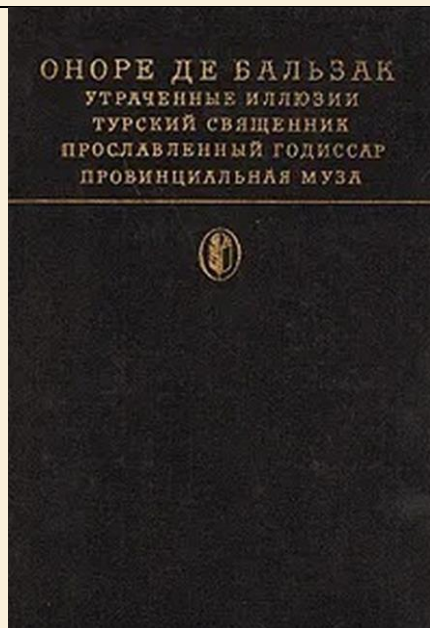 ОНОРЕ ДЕ БАЛЬЗАК
УТРАЧЕННЫЕ ИЛЛЮЗИИ
ТУРСКИЙ СВЯЩЕННИК
ПРОСЛАВЛЕННЫЙ ГОДИССАР
ПРОВИНЦИАЛЬНАЯ МУЗА